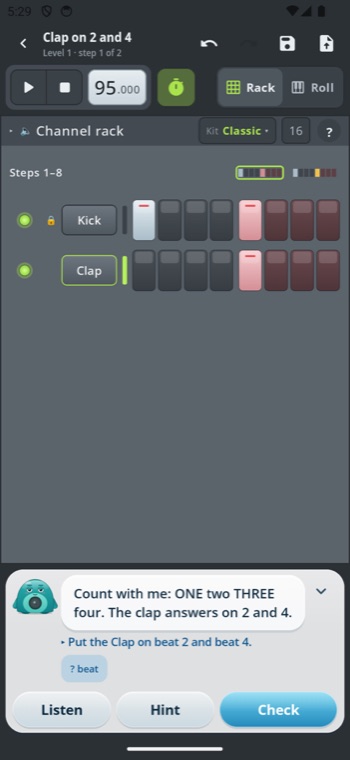 5:29
Clap on 2 and 4
Level 1 · step 1 of 2
95.000
Rack
Roll
Channel rack
Kit Classic
16
?
Steps 1–8
Kick
Clap
Count with me: ONE two THREE
four. The clap answers on 2 and 4.
Put the Clap on beat 2 and beat 4.
? beat
Listen
Hint
Check